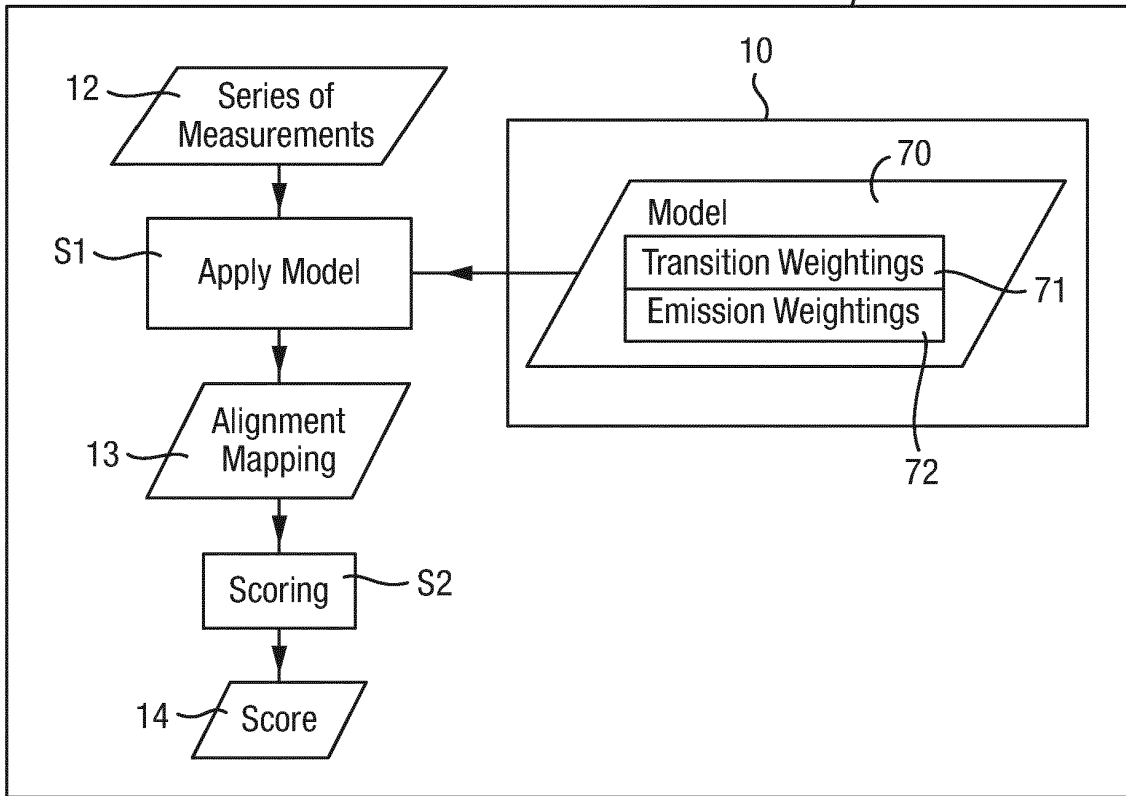 10
12
Series of
Measurements
70
Model
S1
Apply Model
Transition Weightings
71
Emission Weightings
72
13
Alignment
Mapping
Scoring
S2
14
Score